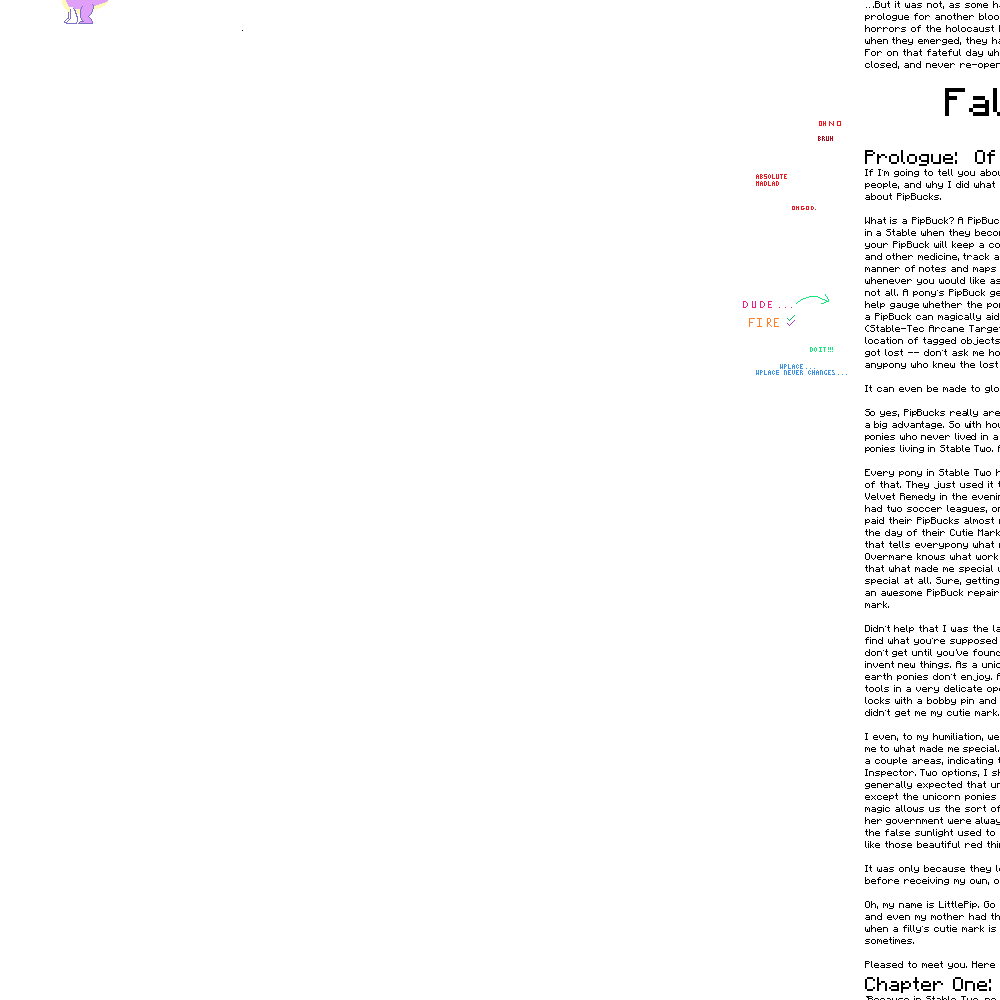 ...But it was not, as some h
prologue for another bloo
horrors of the holocaust
when they emerged, they ha
For on that fateful day wh
closed, and never re-open
Fal
OH NO
BRUH
ABSOLUTE
MADLAD
OH GOD.
DUDE ...
FIRE
DO IT!!!
WPLACE...
WPLACE NEVER CHANGES...
Prologue: Of
If I'm going to tell you abou
people, and why I did what
about PipBucks.
What is a PipBuck? A PipBuc
in a Stable when they becom
your PipBuck will keep a co
and other medicine, track a
manner of notes and maps
whenever you would like as
not all. A pony's PipBuck ge
help gauge whether the pon
a PipBuck can magically aid
(Stable-Tec Arcane Target
location of tagged objects
got lost -- don't ask me ho
anypony who knew the lost
It can even be made to glo
So yes, PipBucks really are
a big advantage. So with hou
ponies who never lived in a
ponies living in Stable Two. A
Every pony in Stable Two h
of that. They just used it t
Velvet Remedy in the evenin
had two soccer leagues, on
paid their PipBucks almost n
the day of their Cutie Mark
that tells everypony what
Overmare knows what work
that what made me special w
special at all. Sure, getting
an awesome PipBuck repair
mark.
Didn't help that I was the la
find what you're supposed
don't get until you've found
invent new things. As a unic
earth ponies don't enjoy. A
tools in a very delicate ope
locks with a bobby pin and
didn't get me my cutie mark.
I even, to my humiliation, we
me to what made me special.
a couple areas, indicating t
Inspector. Two options, I sh
generally expected that un
except the unicorn ponies
magic allows us the sort of
her government were alway
the false sunlight used to
like those beautiful red thin
It was only because they le
before receiving my own, o
Oh, my name is LittlePip. Go
and even my mother had th
when a filly's cutie mark is
sometimes.
Pleased to meet you. Here
Chapter One:
"Because in Stable Two, no